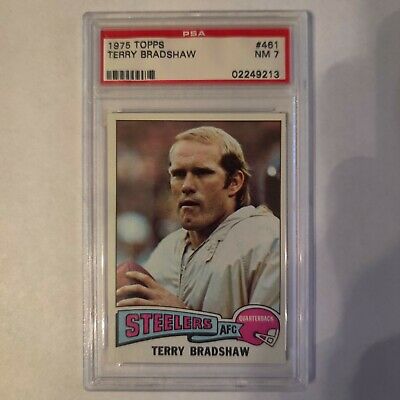 PSA
1975 TOPPS #461
TERRY BRADSHAW NM 7
02249213
STEELERS AFC QUARTERBACK
TERRY BRADSHAW